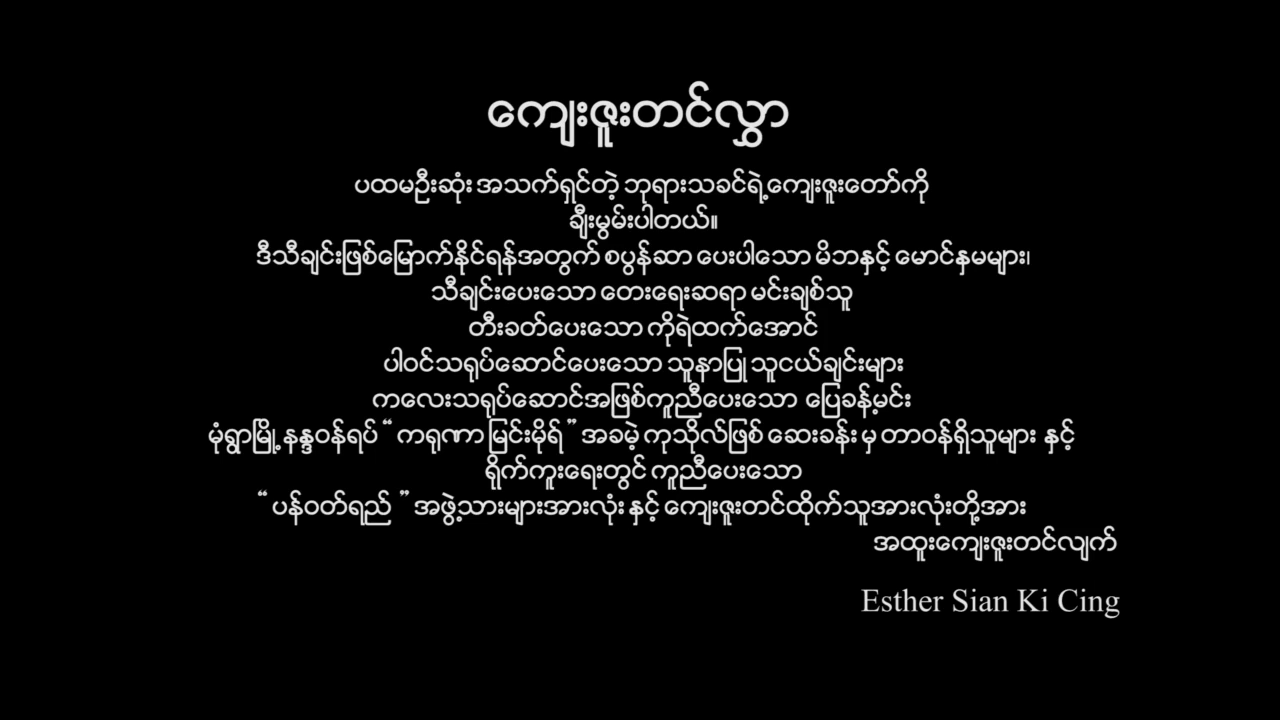 ကျေးဇူးတင်လွှာ
ပထမဦးဆုံး အသက်ရှင်တဲ့ ဘုရားသခင်ရဲ့ကျေးဇူးတော်ကို
ချီးမွမ်းပါတယ်။
ဒီသီချင်းဖြစ်မြောက်နိုင်ရန်အတွက် စပွန်ဆာ ပေးပါသော မိဘနှင့် မောင်နှမများ၊
သီချင်းပေးသော တေးရေးဆရာ မင်းချစ်သူ
တီးခတ်ပေးသော ကိုရဲထက်အောင်
ပါဝင်သရုပ်ဆောင်ပေးသော သူနာပြု သူငယ်ချင်းများ
ကလေးသရုပ်ဆောင်အဖြစ်ကူညီပေးသော ပြေခန့်မင်း
မုံရွာမြို့ နန္ဒဝန်ရပ် “ ကရုဏာ မြင်းမိုရ် ” အခမဲ့ ကုသိုလ်ဖြစ် ဆေးခန်း မှ တာဝန်ရှိသူများ နှင့်
ရိုက်ကူးရေးတွင် ကူညီပေးသော
“ ပန်ဝတ်ရည် ” အဖွဲ့သားများအားလုံး နှင့် ကျေးဇူးတင်ထိုက်သူအားလုံးတို့အား
အထူးကျေးဇူးတင်လျက်
Esther Sian Ki Cing